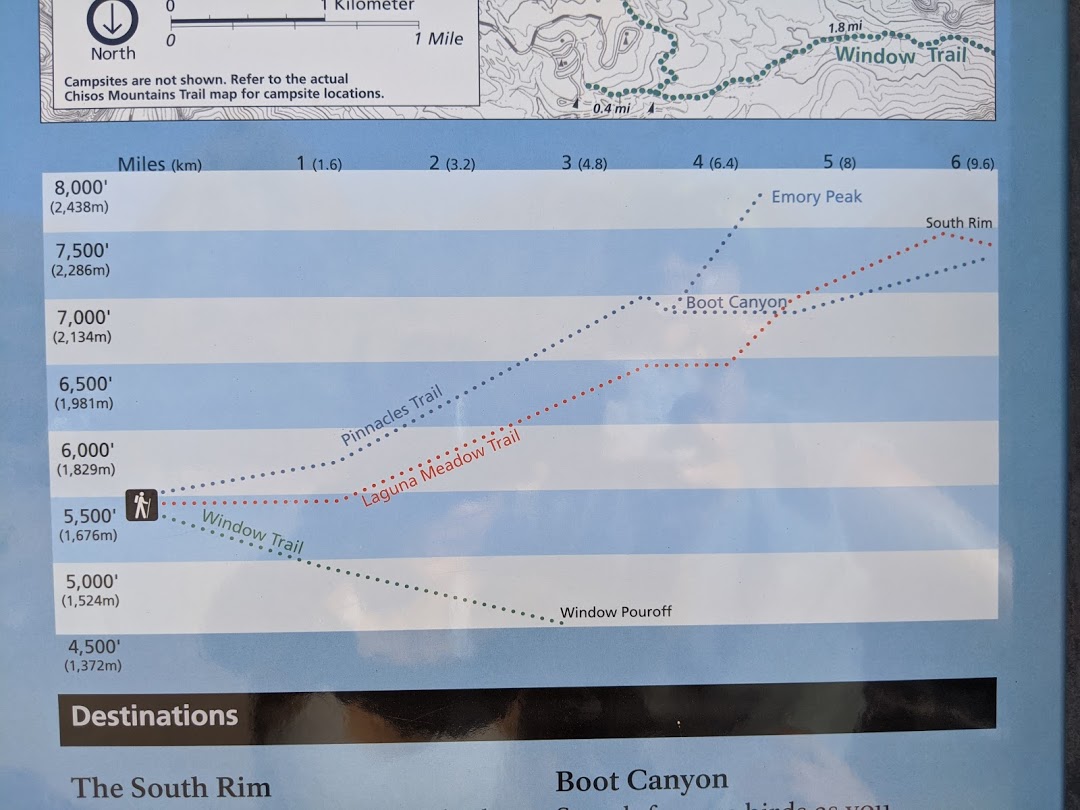 0 1 Kilometer
North
0 1 Mile
Campsites are not shown. Refer to the actual
Chisos Mountains Trail map for campsite locations.
1.8 mi
Window Trail
0.4 mi
Miles (km) 1 (1.6) 2 (3.2) 3 (4.8) 4 (6.4) 5 (8) 6 (9.6)
8,000'
(2,438m)
Emory Peak
South Rim
7,500'
(2,286m)
Boot Canyon
7,000'
(2,134m)
6,500'
(1,981m)
Pinnacles Trail
6,000'
(1,829m)
Laguna Meadow Trail
5,500'
(1,676m)
Window Trail
5,000'
(1,524m)
Window Pouroff
4,500'
(1,372m)
Destinations
The South Rim
Boot Canyon